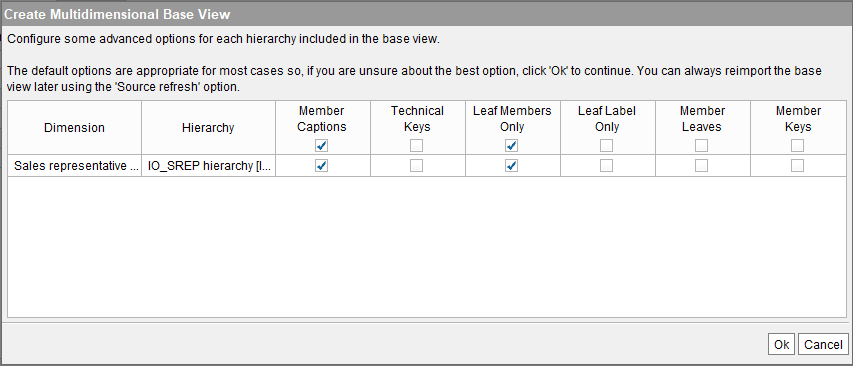 Create Multidimensional Base View
Configure some advanced options for each hierarchy included in the base view.
The default options are appropriate for most cases so, if you are unsure about the best option, click 'Ok' to continue. You can always reimport the base
view later using the 'Source refresh' option.
Dimension Hierarchy Member Captions Technical Keys Leaf Members Only Leaf Label Only Member Leaves Member Keys
Sales representative ... IO_SREP hierarchy [I...
Ok Cancel